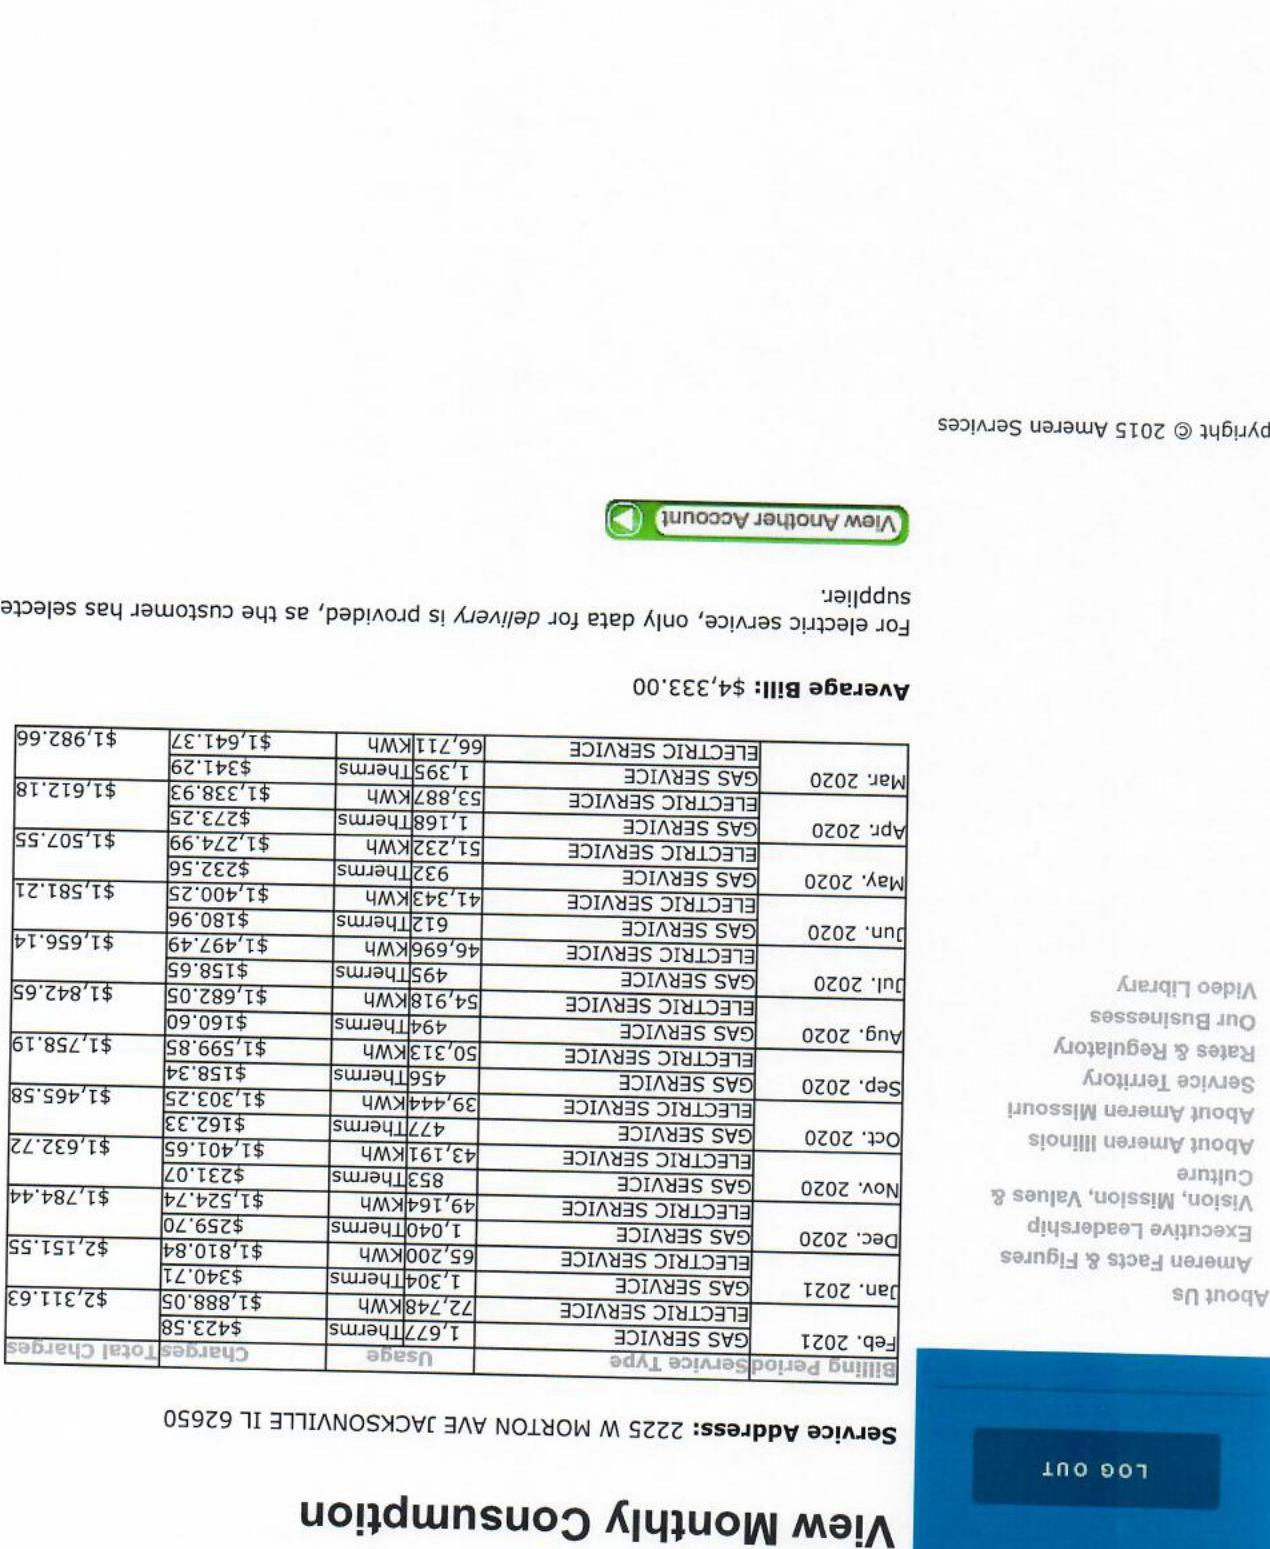 View Monthly Consumption
LOG OUT
Service Address: 2225 W MORTON AVE JACKSONVILLE IL 62650
About Us
Ameren Facts & Figures
Executive Leadership
Vision, Mission, Values &
Culture
About Ameren Illinois
About Ameren Missouri
Service Territory
Rates & Regulatory
Our Businesses
Video Library
Billing Period Service Type Usage Charges Total Charges
Feb. 2021 GAS SERVICE 1,677 Therms $423.58 $2,311.63
ELECTRIC SERVICE 72,748 KWh $1,888.05
Jan. 2021 GAS SERVICE 1,304 Therms $340.71 $2,151.55
ELECTRIC SERVICE 65,200 KWh $1,810.84
Dec. 2020 GAS SERVICE 1,040 Therms $259.70 $1,784.44
ELECTRIC SERVICE 49,164 KWh $1,524.74
Nov. 2020 GAS SERVICE 853 Therms $231.07 $1,632.72
ELECTRIC SERVICE 43,191 KWh $1,401.65
Oct. 2020 GAS SERVICE 477 Therms $162.33 $1,465.58
ELECTRIC SERVICE 39,444 KWh $1,303.25
Sep. 2020 GAS SERVICE 456 Therms $158.34 $1,758.19
ELECTRIC SERVICE 50,313 KWh $1,599.85
Aug. 2020 GAS SERVICE 494 Therms $160.60 $1,842.65
ELECTRIC SERVICE 54,918 KWh $1,682.05
Jul. 2020 GAS SERVICE 495 Therms $158.65 $1,656.14
ELECTRIC SERVICE 46,696 KWh $1,497.49
Jun. 2020 GAS SERVICE 612 Therms $180.96 $1,581.21
ELECTRIC SERVICE 41,343 KWh $1,400.25
May. 2020 GAS SERVICE 932 Therms $232.56 $1,507.55
ELECTRIC SERVICE 51,232 KWh $1,274.99
Apr. 2020 GAS SERVICE 1,168 Therms $273.25 $1,612.18
ELECTRIC SERVICE 53,887 KWh $1,338.93
Mar. 2020 GAS SERVICE 1,395 Therms $341.29 $1,982.66
ELECTRIC SERVICE 66,711 KWh $1,641.37
Average Bill: $4,333.00
For electric service, only data for delivery is provided, as the customer has selecte
supplier.
View Another Account
pyright © 2015 Ameren Services